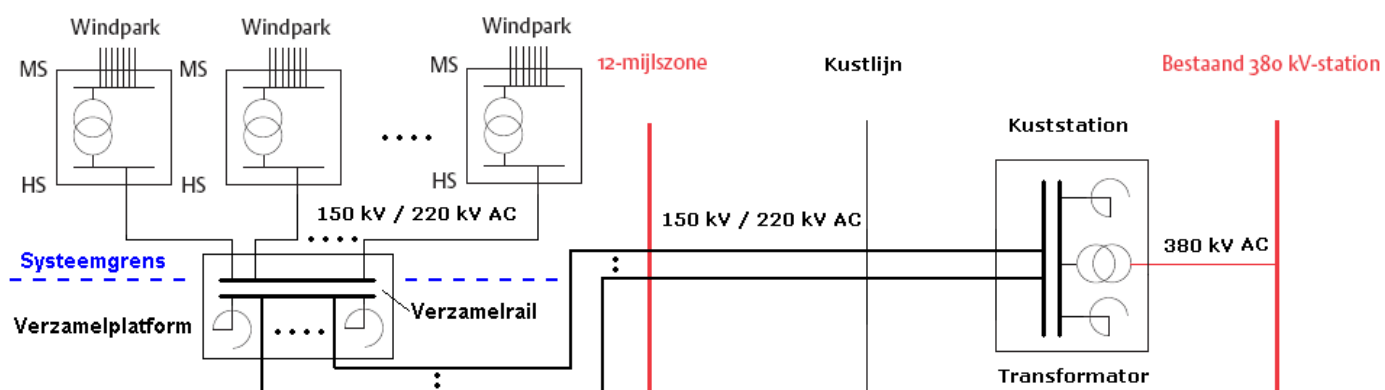 Windpark
Windpark
Windpark
MS
MS
MS
12-mijlszone
Kustlijn
Bestaand 380 kV-station
Kuststation
HS
HS
HS
150 kV / 220 kV AC
150 kV / 220 kV AC
380 kV AC
Systeemgrens
Verzamelplatform
Verzamelrail
Transformator